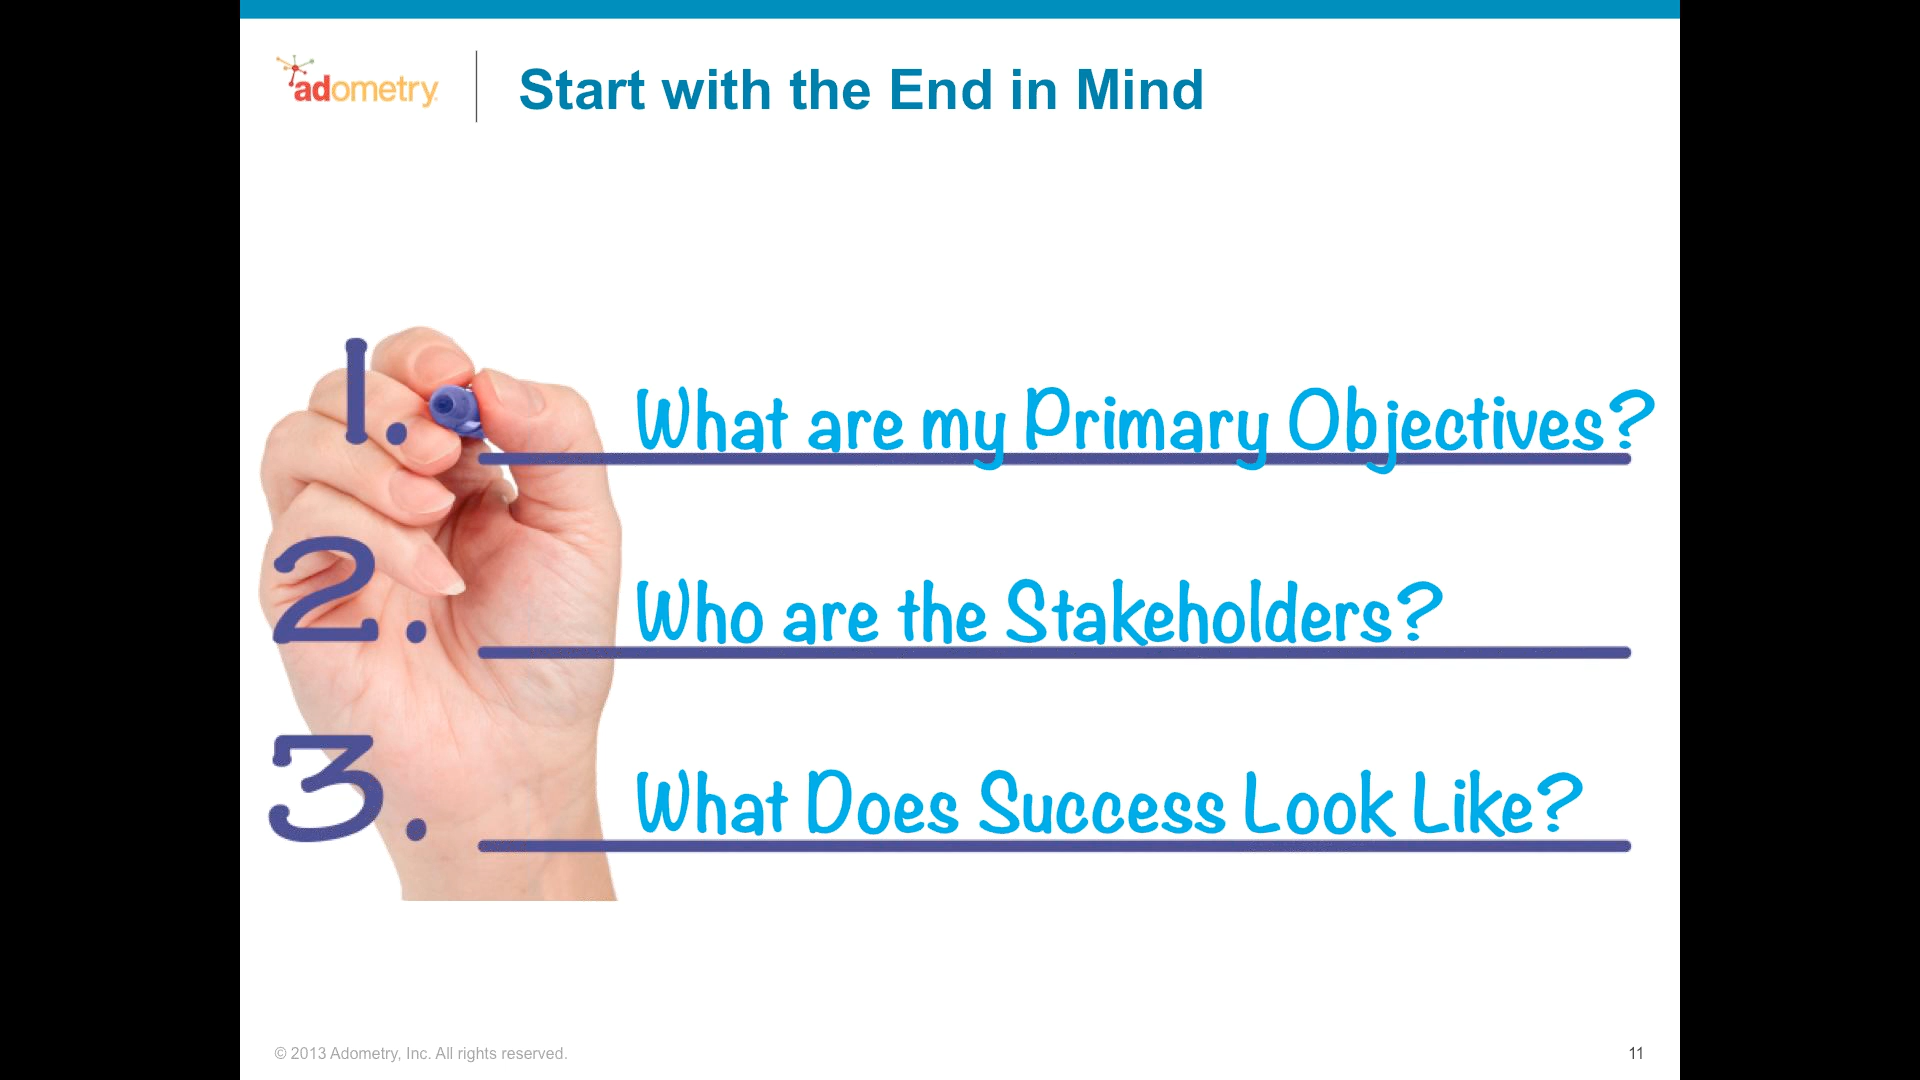 adometry
Start with the End in Mind
1. What are my Primary Objectives?
2. Who are the Stakeholders?
3. What Does Success Look Like?
© 2013 Adometry, Inc. All rights reserved.
11